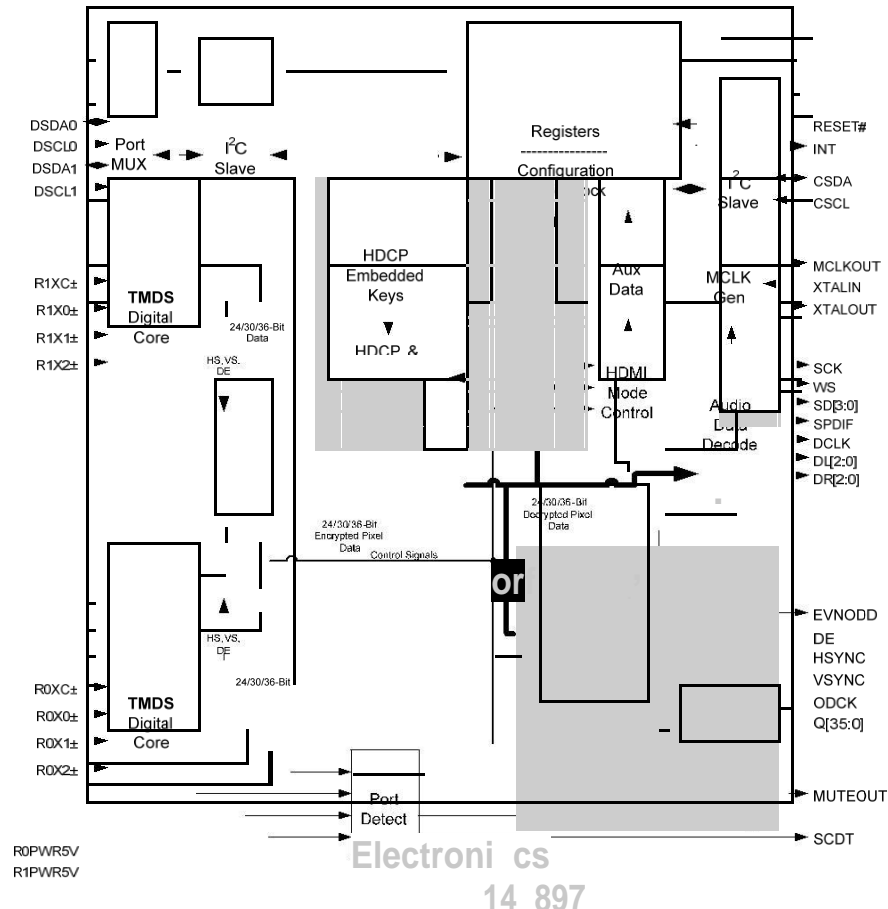 RESET#
INT
CSDA
CSCL
MCLKOUT
XTALIN
XTALOUT
SCK
WS
SD[3:0]
SPDIF
DCLK
DL[2:0]
DR[2:0]
EVNODD
DE
HSYNC
VSYNC
ODCK
Q[35:0]
MUTEOUT
SCDT
DSDA0
DSCL0
DSDA1
DSCL1
R1XC±
R1X0±
R1X1±
R1X2±
R0XC±
R0X0±
R0X1±
R0X2±
R0PWR5V
R1PWR5V
Port
MUX
I2C
Slave
Registers
----------------
Configuration
I2C
Slave
TMDS
Digital
Core
24/30/36-Bit
Data
HS, VS,
DE
HDCP
Embedded
Keys
HDCP &
Aux
Data
MCLK
Gen
HDMI
Mode
Control
Audio
Data
Decode
24/30/36-Bit
Encrypted Pixel
Data
Control Signals
24/30/36-Bit
Decrypted Pixel
Data
or
HS, VS,
DE
24/30/36-Bit
TMDS
Digital
Core
Port
Detect
Electroni cs
14 897